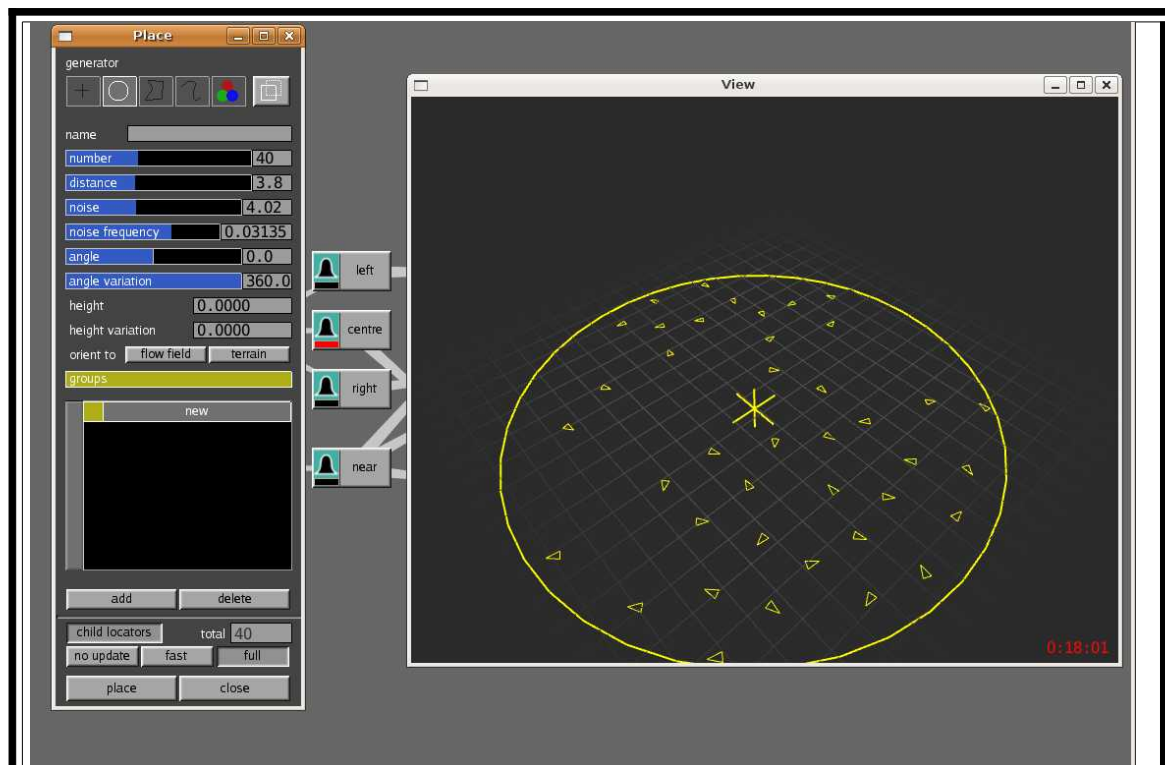 Place
generator
name
number 40
distance 3.8
noise 4.02
noise frequency 0.03135
angle 0.0
angle variation 360.0
height 0.0000
height variation 0.0000
orient to flow field terrain
groups
new
add delete
child locators total 40
no update fast full
place close
left
centre
right
near
View
0:18:01